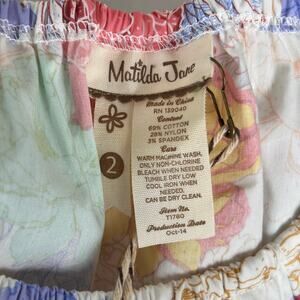 Matilda Jane
Made in China
RN 139040
Content
69% COTTON
28% NYLON
3% SPANDEX
Care
WARM MACHINE WASH,
ONLY NON-CHLORINE
BLEACH WHEN NEEDED
TUMBLE DRY LOW
COOL IRON WHEN
NEEDED,
CAN BE DRY CLEAN.
Item No.
T1760
Production Date
Oct-14
2